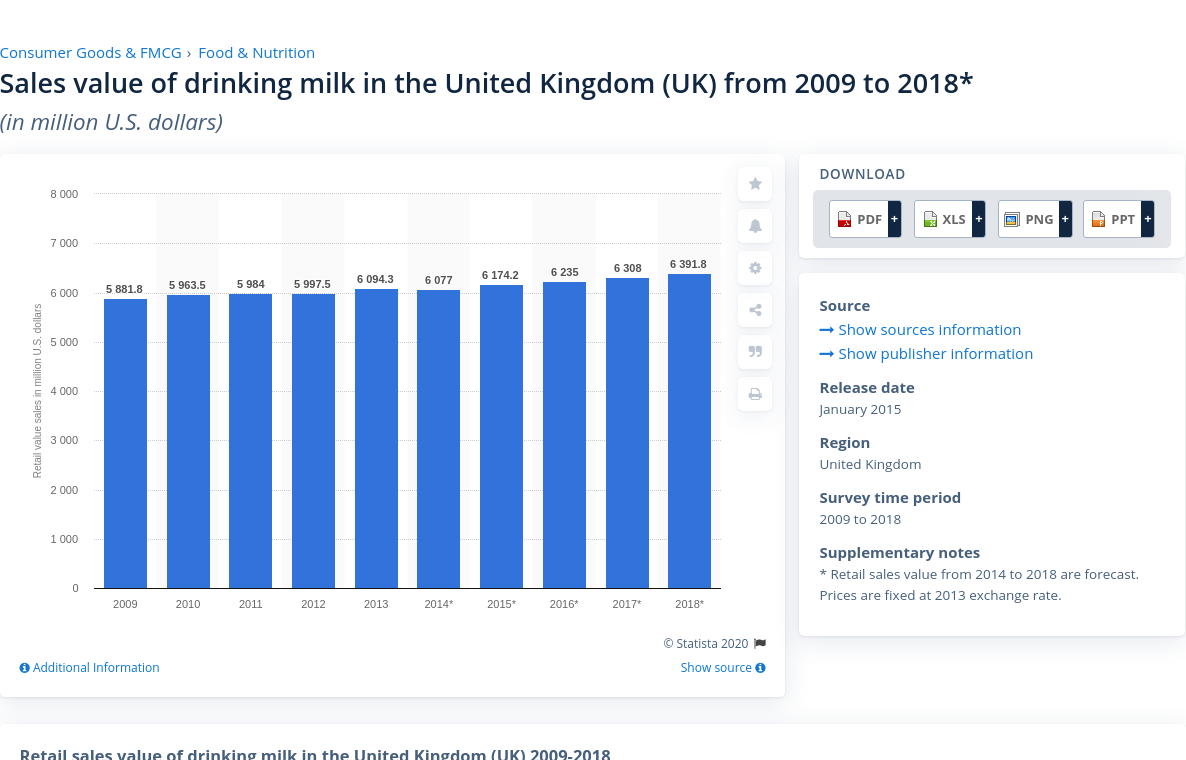 Consumer Goods & FMCG › Food & Nutrition
Sales value of drinking milk in the United Kingdom (UK) from 2009 to 2018*
(in million U.S. dollars)
8 000
7 000
6 000
5 000
4 000
3 000
2 000
1 000
0
Retail value sales in million U.S. dollars
5 881.8
5 963.5
5 984
5 997.5
6 094.3
6 077
6 174.2
6 235
6 308
6 391.8
2009
2010
2011
2012
2013
2014*
2015*
2016*
2017*
2018*
© Statista 2020
Additional Information
Show source
DOWNLOAD
PDF +
XLS +
PNG +
PPT +
Source
Show sources information
Show publisher information
Release date
January 2015
Region
United Kingdom
Survey time period
2009 to 2018
Supplementary notes
* Retail sales value from 2014 to 2018 are forecast.
Prices are fixed at 2013 exchange rate.
Retail sales value of drinking milk in the United Kingdom (UK) 2009-2018